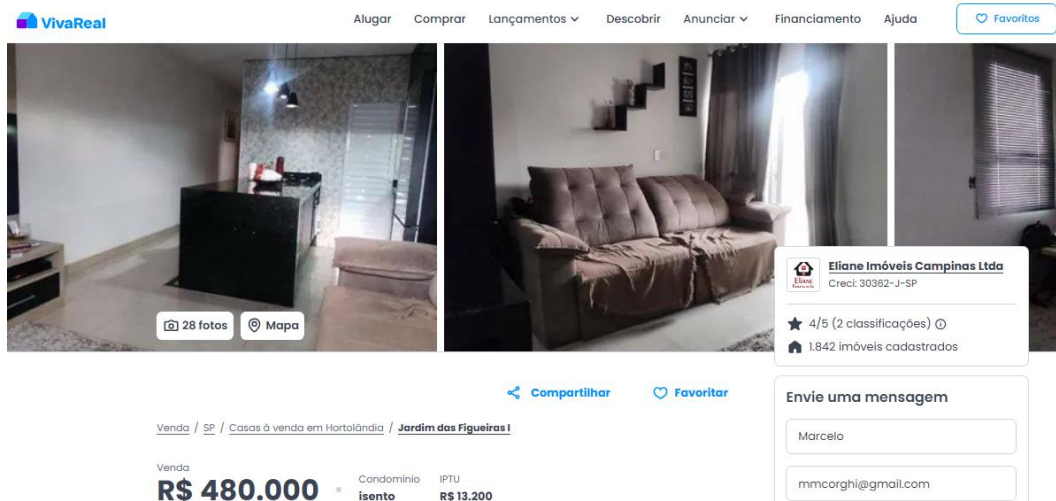 VivaReal
Alugar Comprar Lançamentos Descobrir Anunciar Financiamento Ajuda Favoritos
28 fotos Mapa
Eliane Imóveis Campinas Ltda
Creci: 30362-J-SP
4/5 (2 classificações)
1.842 imóveis cadastrados
Compartilhar Favoritar
Envie uma mensagem
Marcelo
mmcorghi@gmail.com
Venda / SP / Casas à venda em Hortolândia / Jardim das Figueiras I
Venda
R$ 480.000
Condomínio
isento
IPTU
R$ 13.200